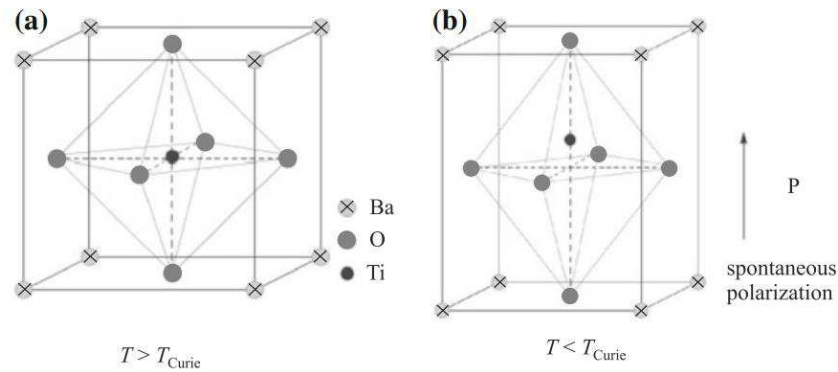 (a)
(b)
Ba
O
Ti
P
spontaneous
polarization
T > T_Curie
T < T_Curie